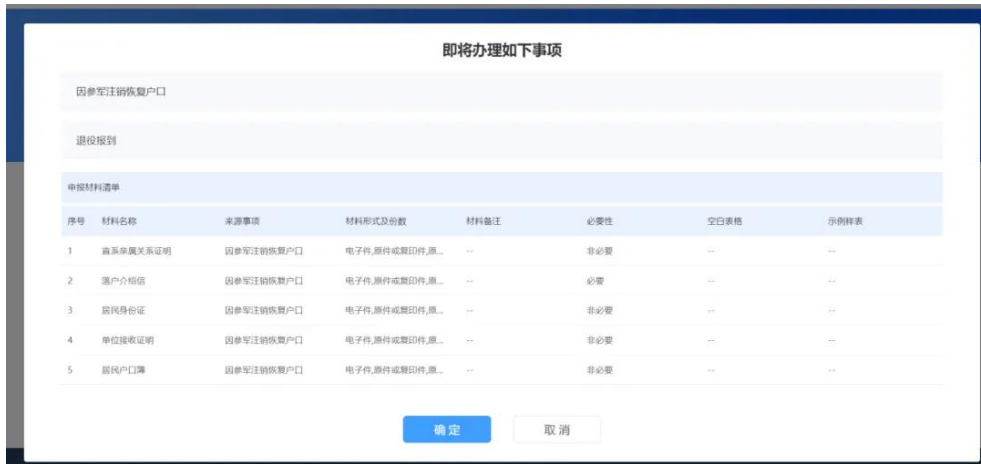 即将办理如下事项
因参军注销恢复户口
退役报到
申报材料清单
序号 材料名称 来源事项 材料形式及份数 材料备注 必要性 空白表格 示例样表
1 直系亲属关系证明 因参军注销恢复户口 电子件,原件或复印件,原... -- 非必要 -- --
2 落户介绍信 因参军注销恢复户口 电子件,原件或复印件,原... -- 必要 -- --
3 居民身份证 因参军注销恢复户口 电子件,原件或复印件,原... -- 非必要 -- --
4 单位接收证明 因参军注销恢复户口 电子件,原件或复印件,原... -- 非必要 -- --
5 居民户口簿 因参军注销恢复户口 电子件,原件或复印件,原... -- 非必要 -- --
确定 取消